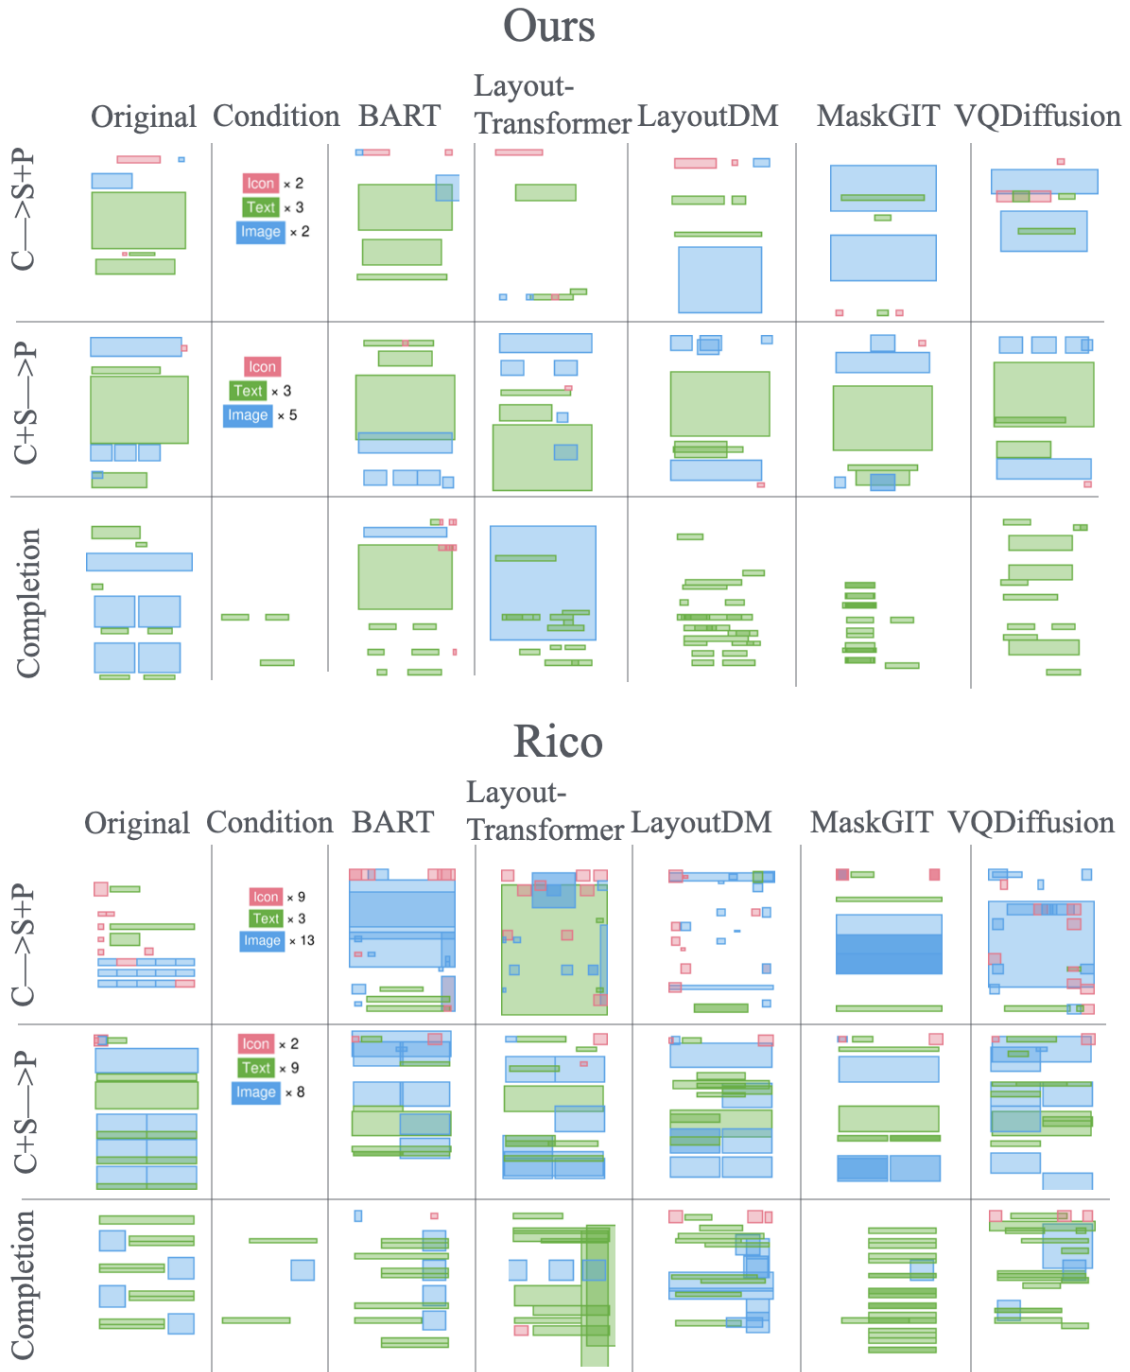 Ours
Original Condition BART Layout-Transformer LayoutDM MaskGIT VQDiffusion
C—>S+P
Icon × 2
Text × 3
Image × 2
C+S—>P
Icon
Text × 3
Image × 5
Completion
Rico
Original Condition BART Layout-Transformer LayoutDM MaskGIT VQDiffusion
C—>S+P
Icon × 9
Text × 3
Image × 13
C+S—>P
Icon × 2
Text × 9
Image × 8
Completion